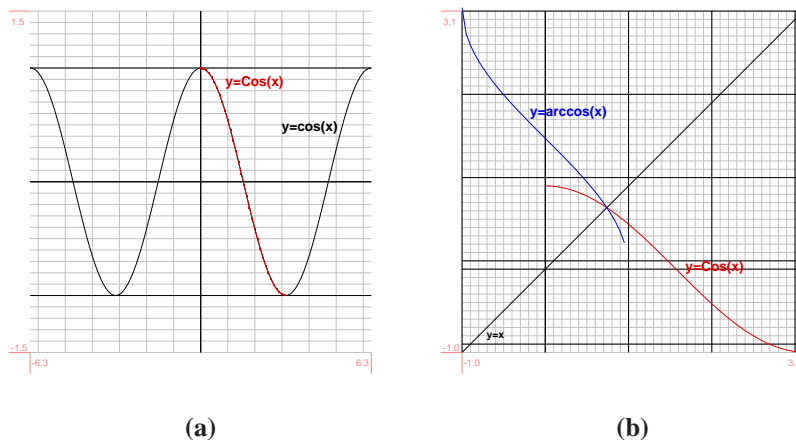 1.5
y=Cos(x)
y=cos(x)
-1.5
-6.3
6.3
(a)
3.1
y=arccos(x)
y=Cos(x)
y=x
-1.0
-1.0
3.
(b)